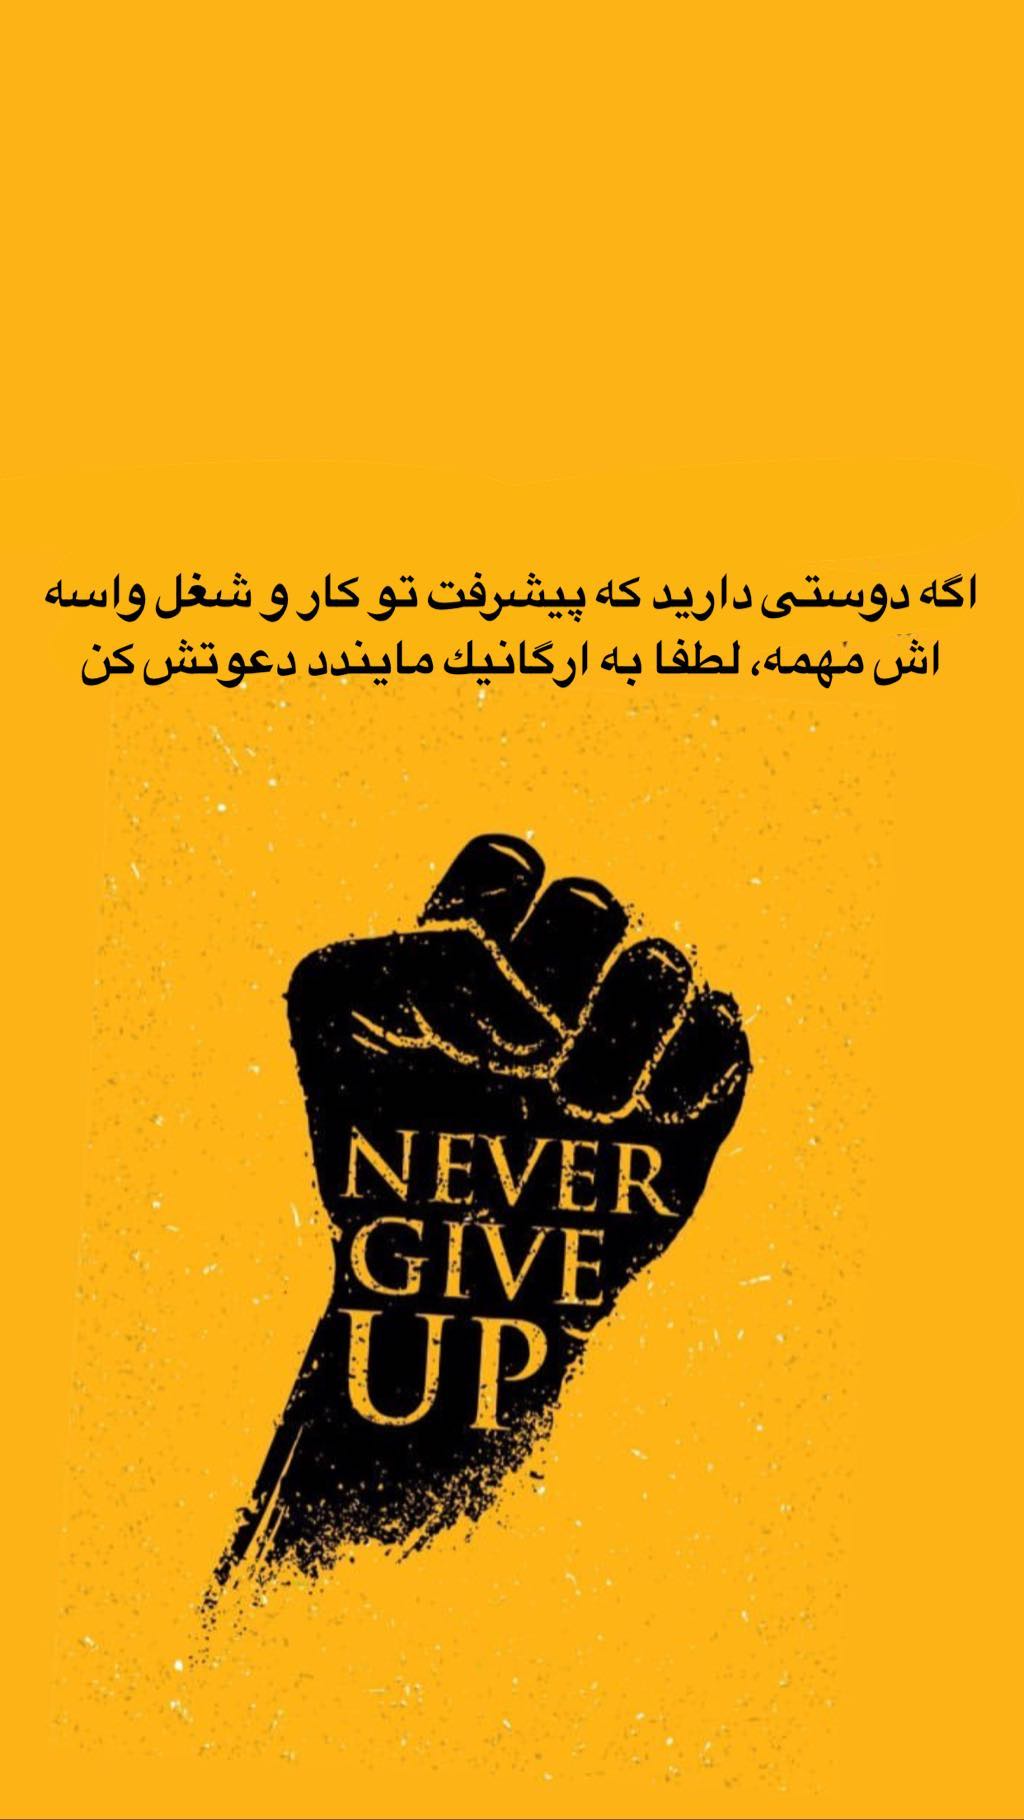 اگه دوستی دارید که پیشرفت تو کار و شغل واسه
اش مهمه، لطفا به ارگانیك مایندد دعوتش کن
NEVER
GIVE
UP